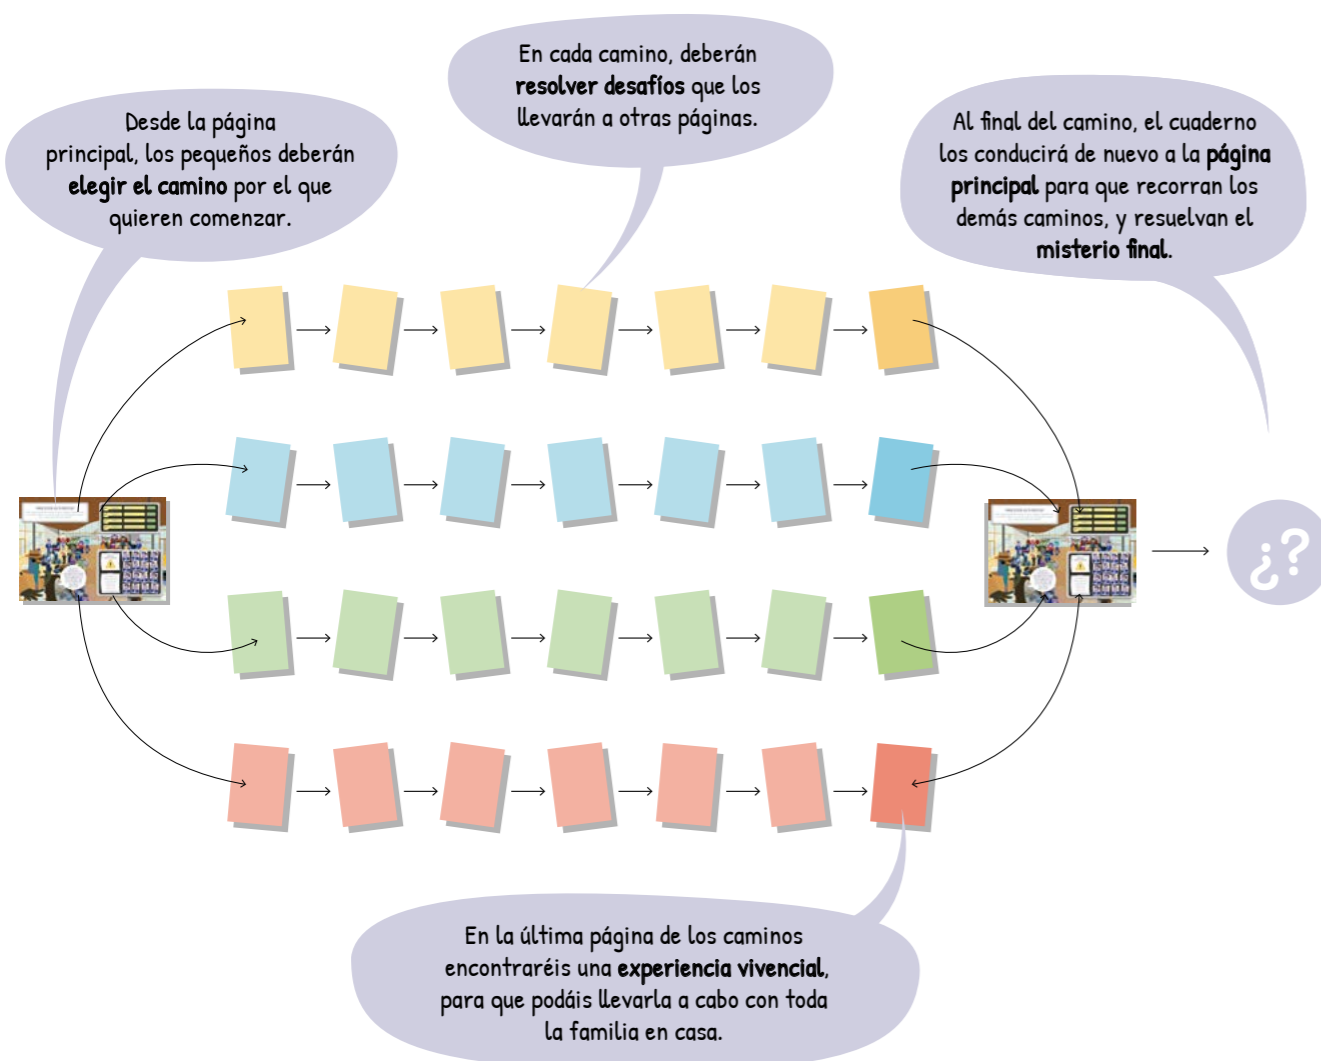 Desde la página
principal, los pequeños deberán
elegir el camino por el que
quieren comenzar.
En cada camino, deberán
resolver desafíos que los
llevarán a otras páginas.
Al final del camino, el cuaderno
los conducirá de nuevo a la página
principal para que recorran los
demás caminos, y resuelvan el
misterio final.
¿?
En la última página de los caminos
encontraréis una experiencia vivencial,
para que podáis llevarla a cabo con toda
la familia en casa.